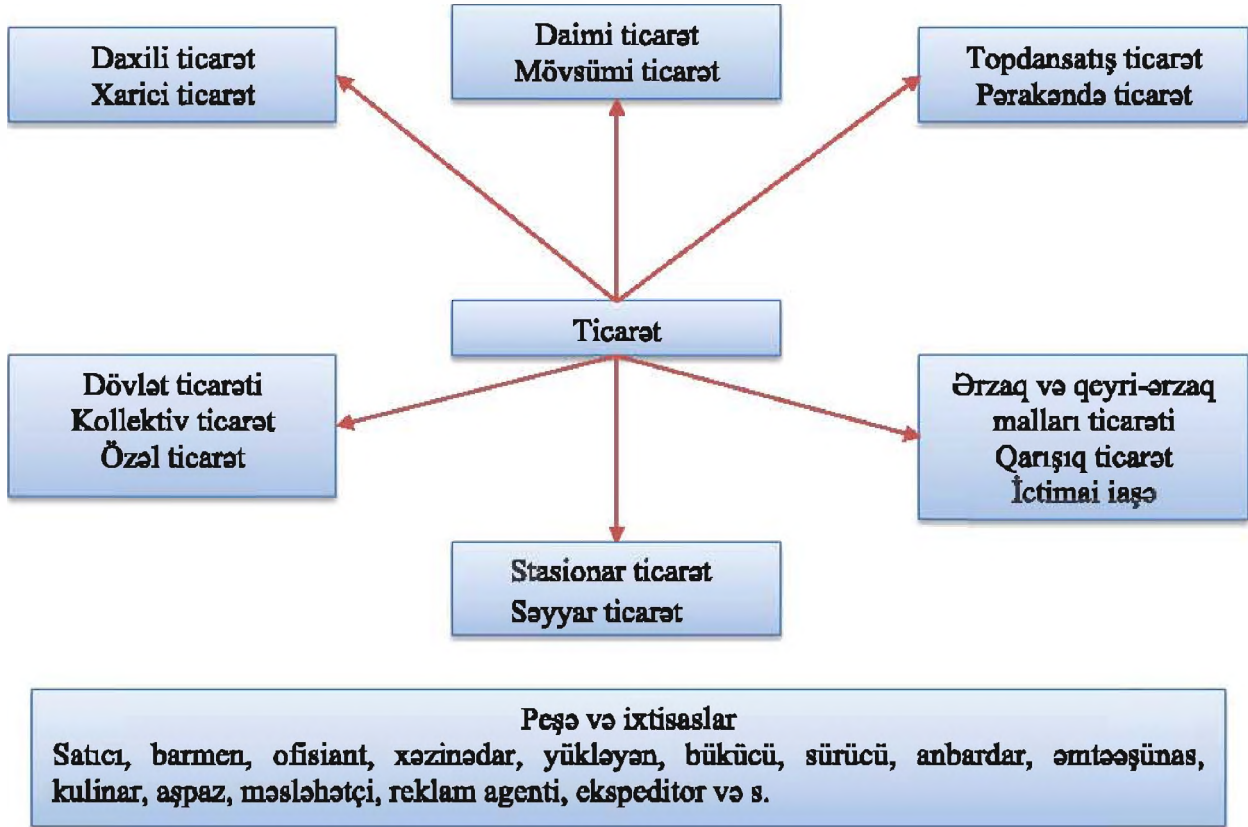 Daxili ticarət
Xarici ticarət
Daimi ticarət
Mövsümi ticarət
Topdansatış ticarət
Pərakəndə ticarət
Ticarət
Dövlət ticarəti
Kollektiv ticarət
Özəl ticarət
Ərzaq və qeyri-ərzaq
malları ticarəti
Qarışıq ticarət
İctimai iaşə
Stasionar ticarət
Səyyar ticarət
Peşə və ixtisaslar
Satıcı, barmen, ofisiant, xəzinədar, yükləyən, bükücü, sürücü, anbardar, əmtəəşünas,
kulinar, aşpaz, məsləhətçi, reklam agenti, ekspeditor və s.